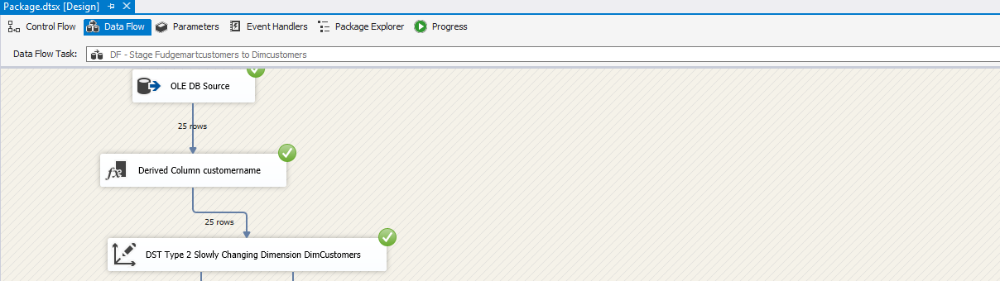 Package.dtsx [Design]
Control Flow Data Flow Parameters Event Handlers Package Explorer Progress
Data Flow Task: DF - Stage Fudgemartcustomers to Dimcustomers
OLE DB Source
25 rows
Derived Column customername
25 rows
DST Type 2 Slowly Changing Dimension DimCustomers